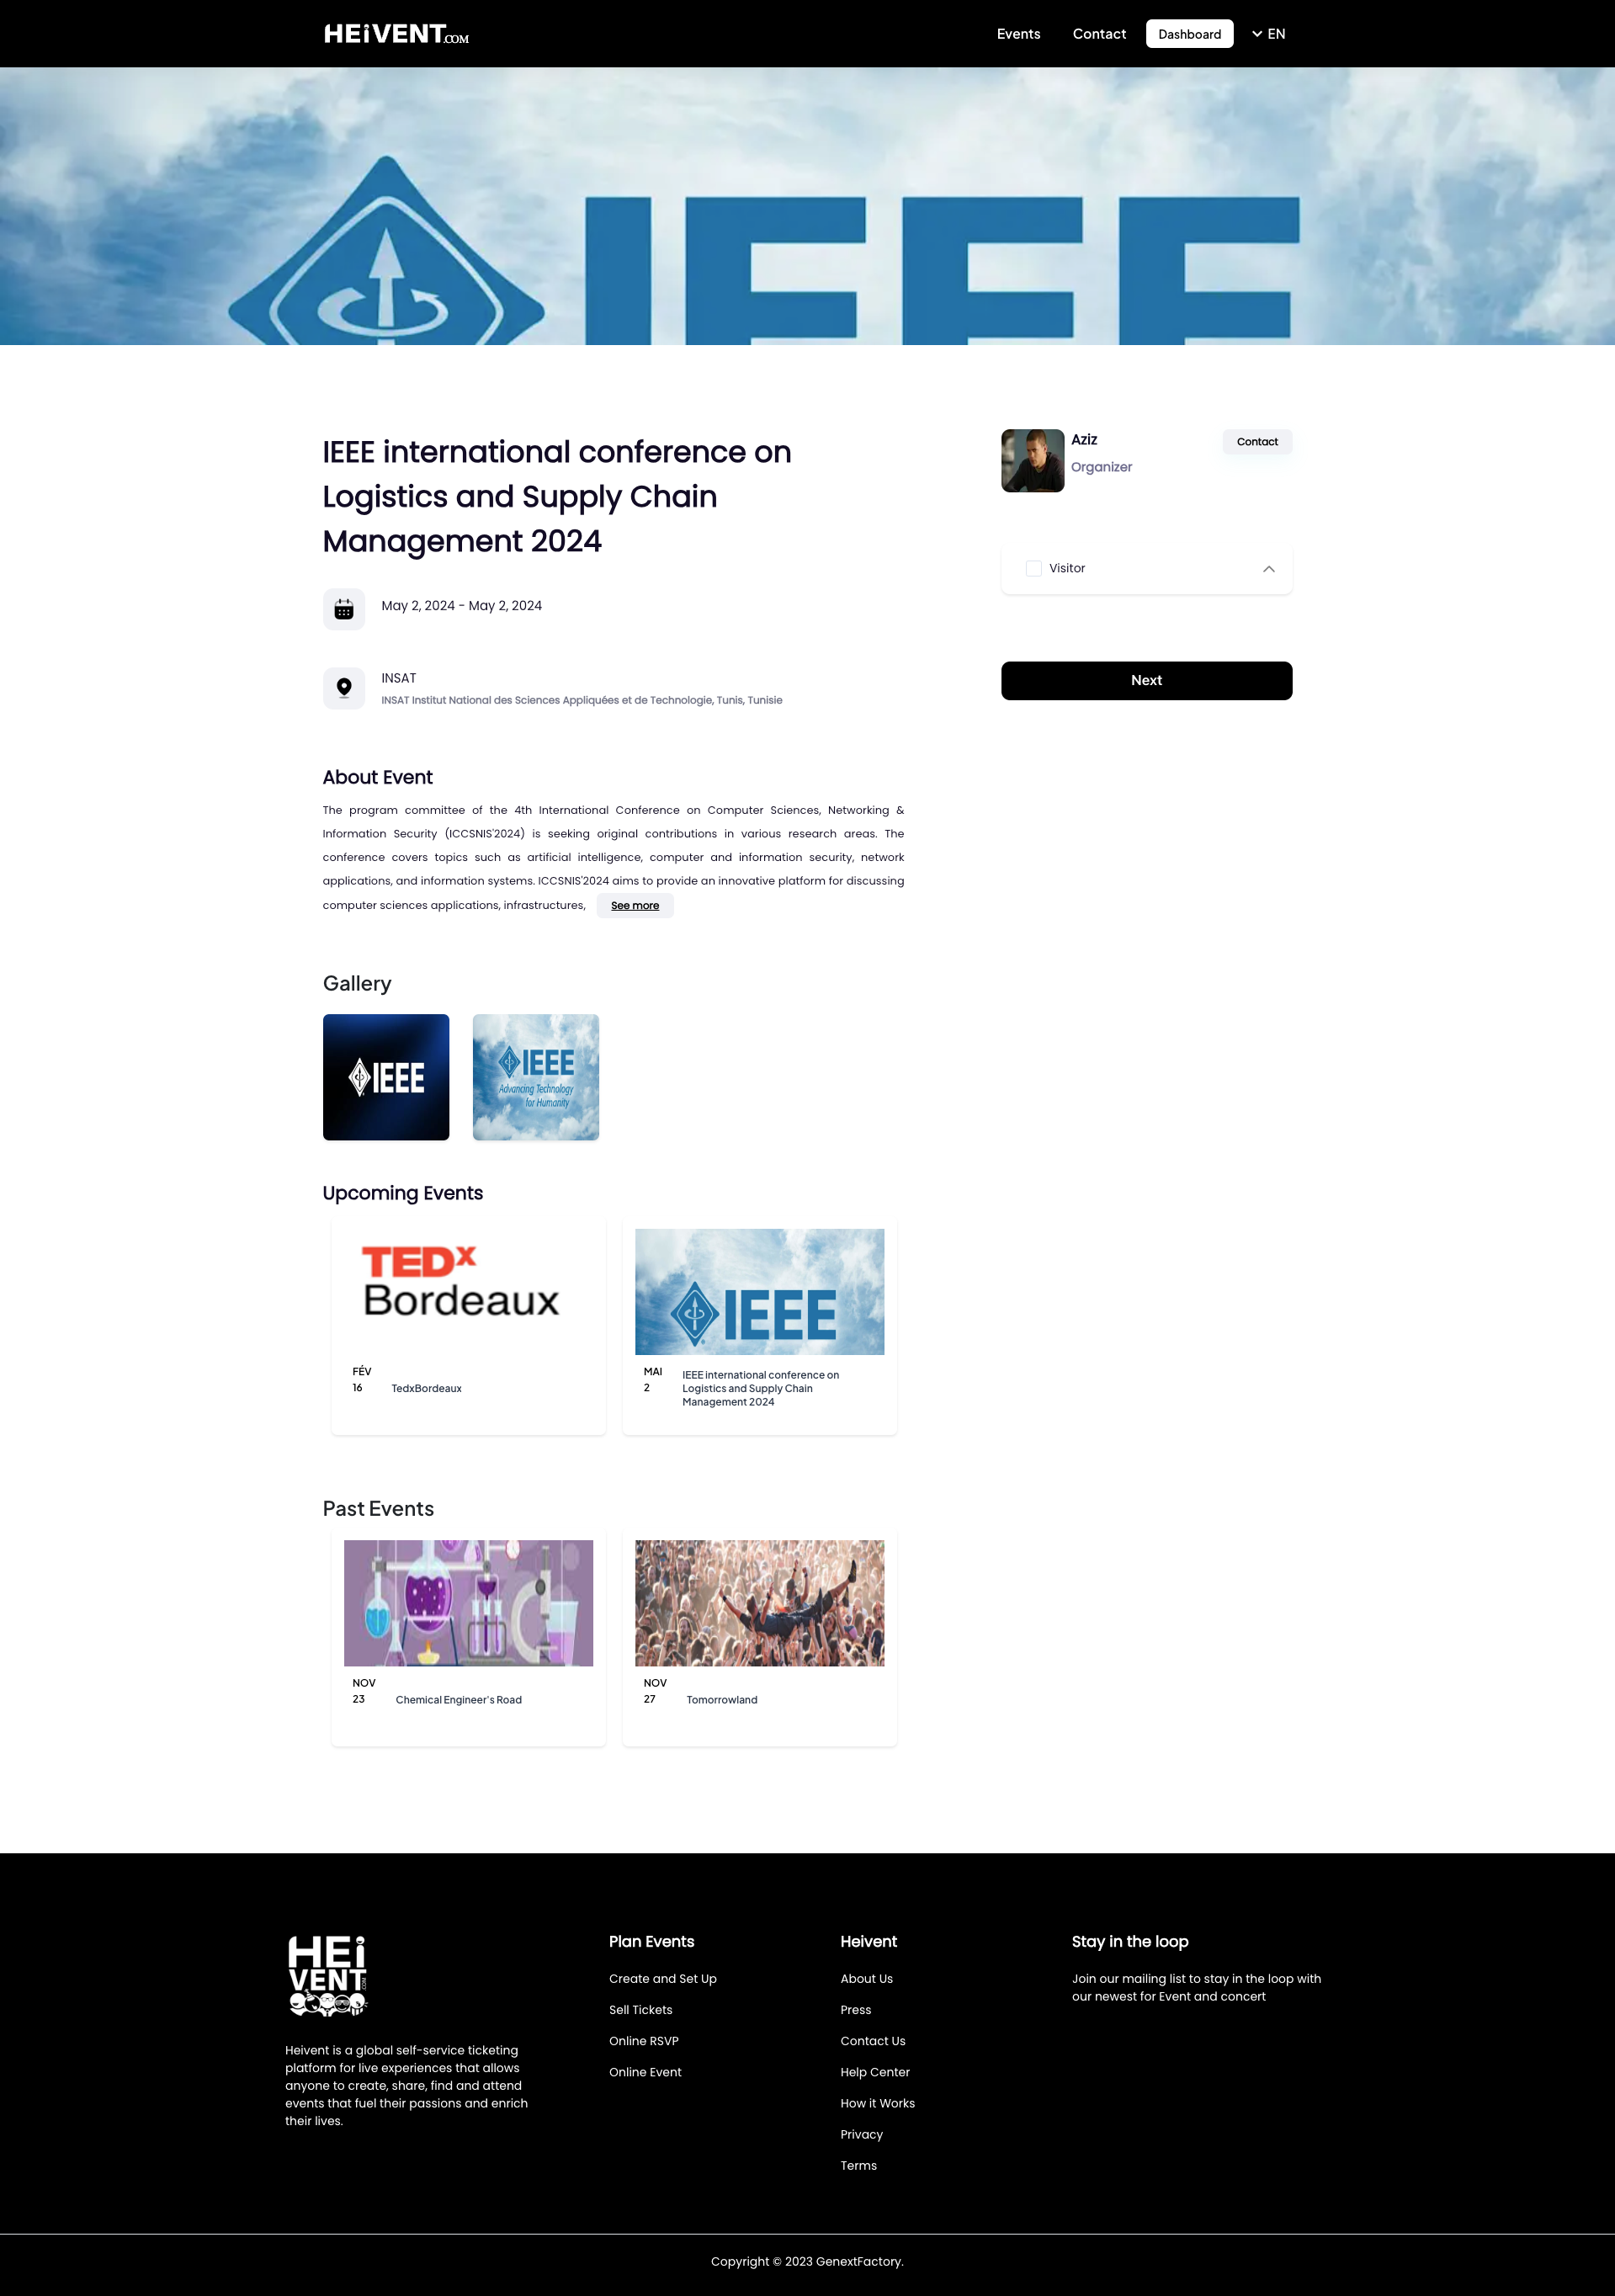 HEiVENT.COM
Events
Contact
Dashboard
EN
IEEE
IEEE international conference on
Logistics and Supply Chain
Management 2024
May 2, 2024 - May 2, 2024
INSAT
INSAT Institut National des Sciences Appliquées et de Technologie, Tunis, Tunisie
Aziz
Organizer
Contact
Visitor
Next
About Event
The program committee of the 4th International Conference on Computer Sciences, Networking &
Information Security (ICCSNIS'2024) is seeking original contributions in various research areas. The
conference covers topics such as artificial intelligence, computer and information security, network
applications, and information systems. ICCSNIS'2024 aims to provide an innovative platform for discussing
computer sciences applications, infrastructures,
See more
Gallery
IEEE
IEEE
Advancing Technology
for Humanity
Upcoming Events
TEDx
Bordeaux
FÉV
16
TedxBordeaux
IEEE
MAI
2
IEEE international conference on
Logistics and Supply Chain
Management 2024
Past Events
NOV
23
Chemical Engineer's Road
NOV
27
Tomorrowland
HEi
VENT.COM
Heivent is a global self-service ticketing
platform for live experiences that allows
anyone to create, share, find and attend
events that fuel their passions and enrich
their lives.
Plan Events
Create and Set Up
Sell Tickets
Online RSVP
Online Event
Heivent
About Us
Press
Contact Us
Help Center
How it Works
Privacy
Terms
Stay in the loop
Join our mailing list to stay in the loop with
our newest for Event and concert
Copyright © 2023 GenextFactory.